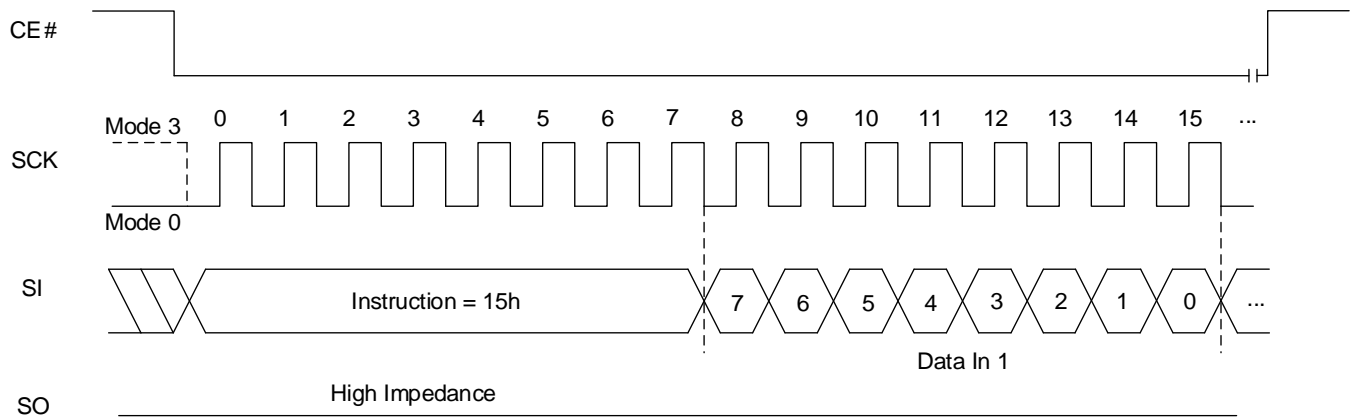 CE#
Mode 3 0 1 2 3 4 5 6 7 8 9 10 11 12 13 14 15 ...
SCK
Mode 0
SI Instruction = 15h 7 6 5 4 3 2 1 0 ...
Data In 1
High Impedance
SO